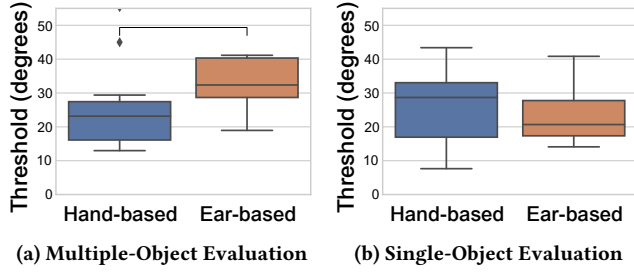 Threshold (degrees)
50
40
30
20
10
0
Hand-based Ear-based
(a) Multiple-Object Evaluation
Threshold (degrees)
50
40
30
20
10
0
Hand-based Ear-based
(b) Single-Object Evaluation